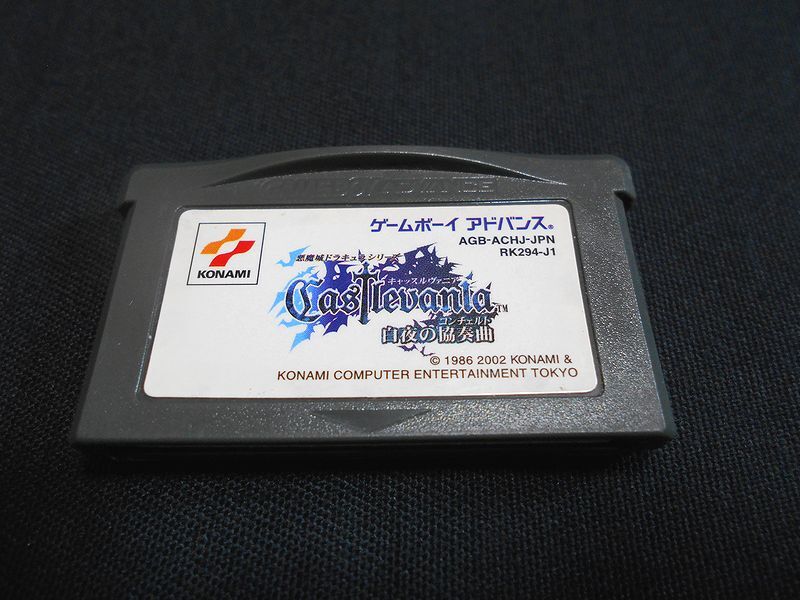 KONAMI
ゲームボーイ アドバンス®
AGB-ACHJ-JPN
RK294-J1
悪魔城ドラキュラ シリーズ
キャッスルヴァニア
Castlevania™
コンチェルト
白夜の協奏曲
© 1986 2002 KONAMI &
KONAMI COMPUTER ENTERTAINMENT TOKYO